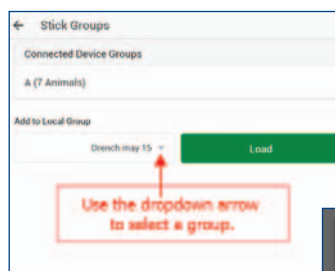 ← Stick Groups
Connected Device Groups
A (7 Animals)
Add to Local Group
Drench may 15
Load
Use the dropdown arrow
to select a group.